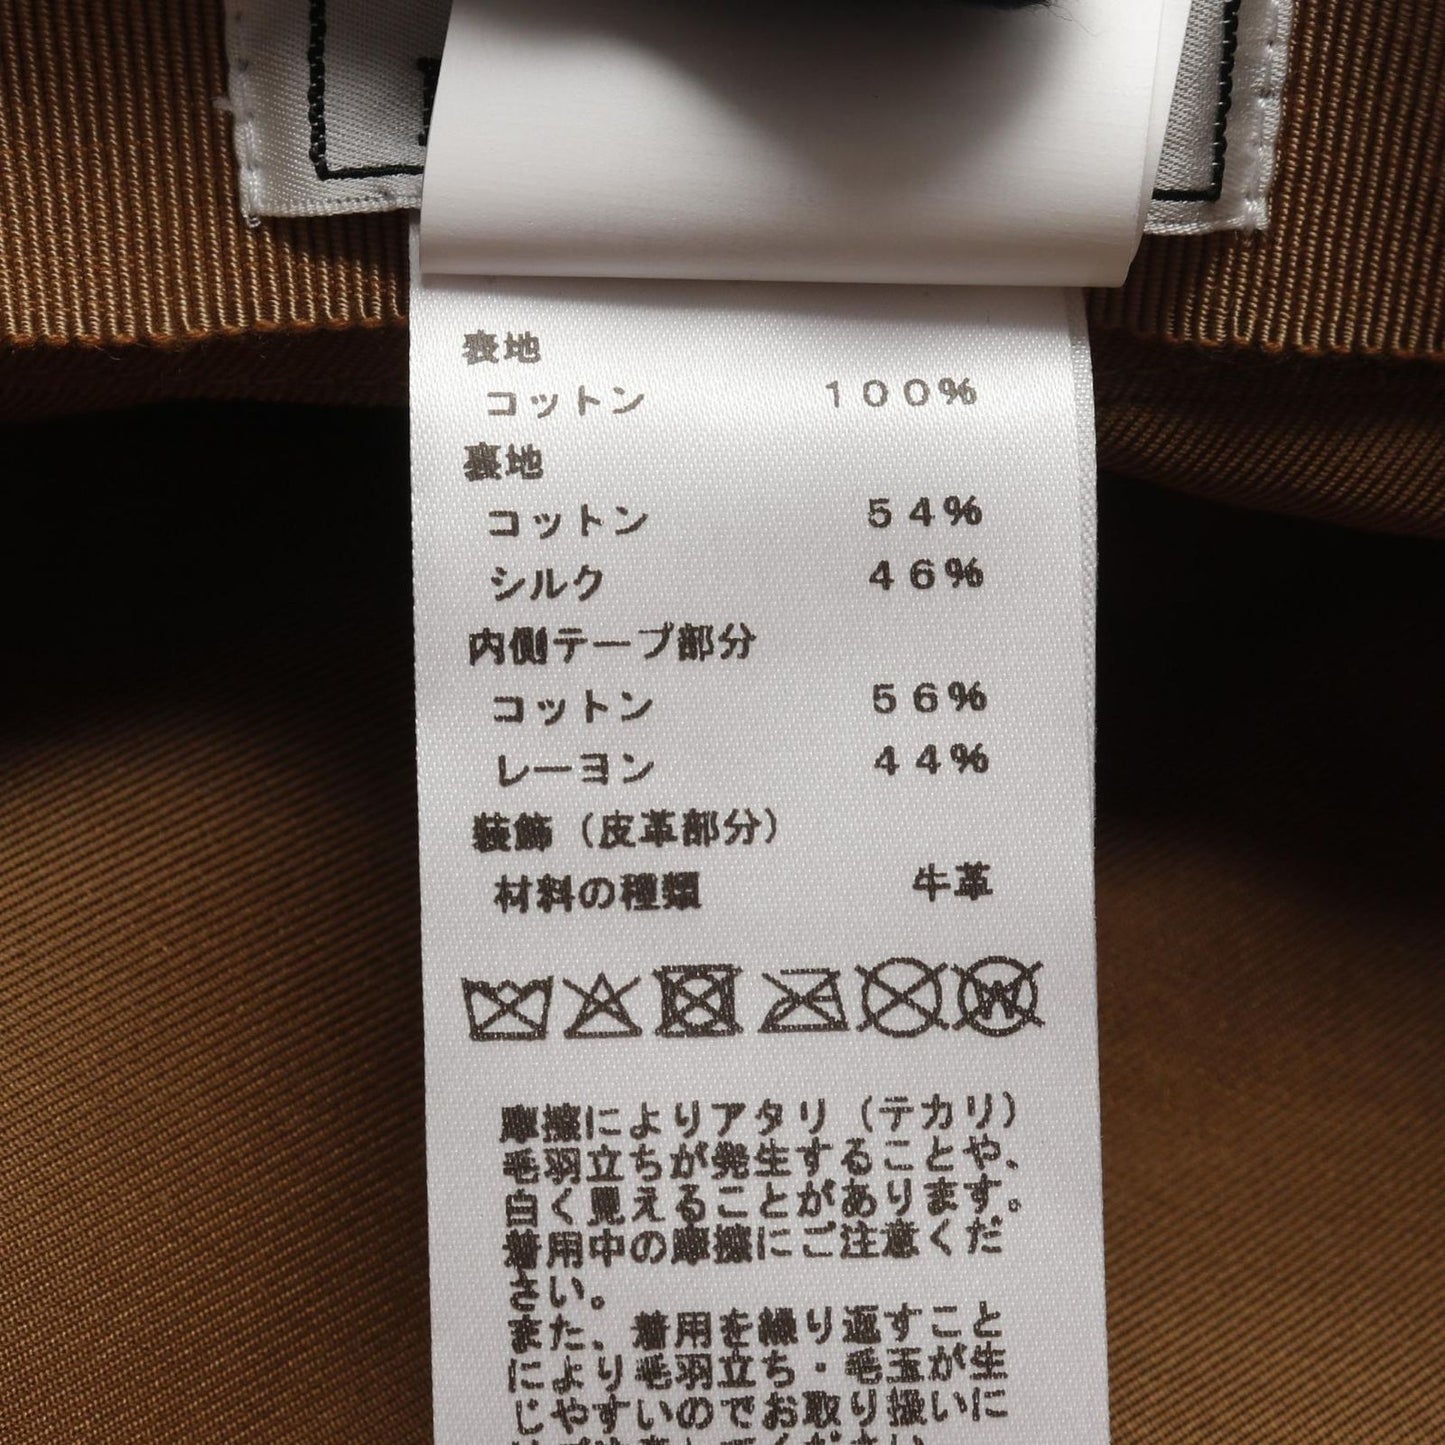 表地
コットン 100%
裏地
コットン 54%
シルク 46%
内側テープ部分
コットン 56%
レーヨン 44%
装飾(皮革部分)
材料の種類 牛革
W
摩擦によりアタリ(テカリ)
毛羽立ちが発生することや、
白く見えることがあります。
着用中の摩擦にご注意くだ
さい。
また、着用を繰り返すこと
により毛羽立ち・毛玉が生
じやすいのでお取り扱いに